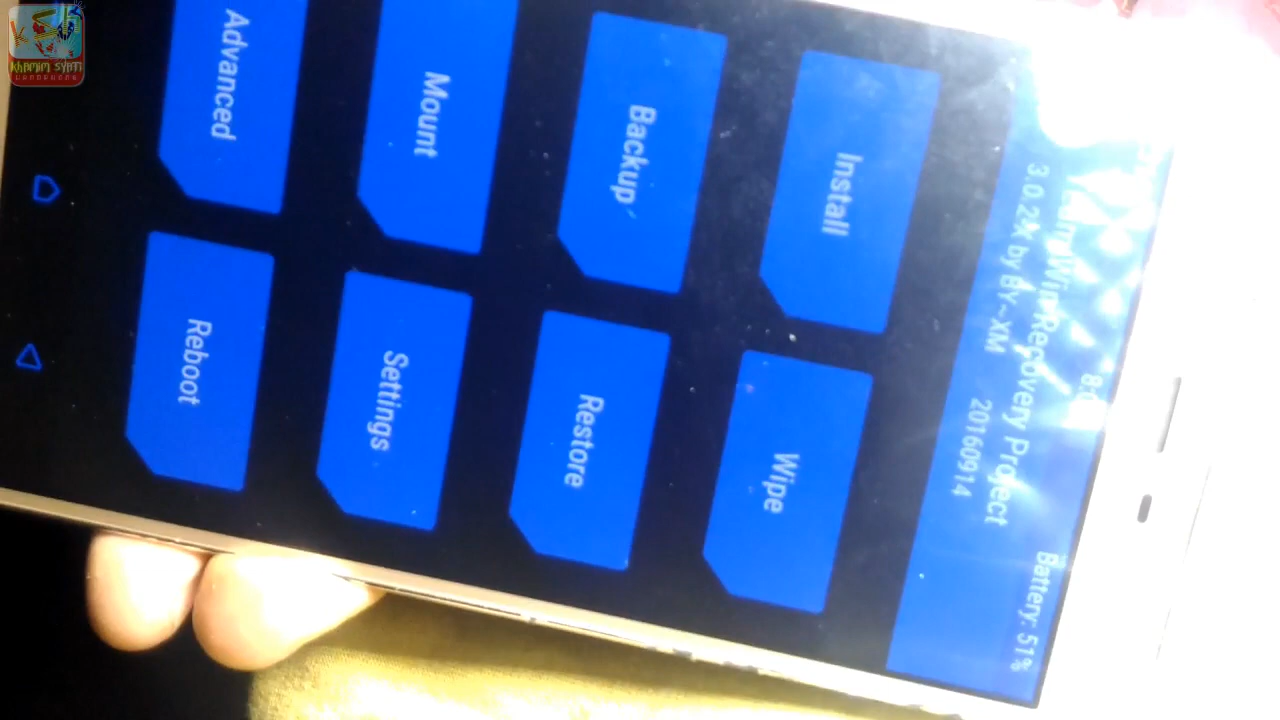 Battery: 51%
Recovery Project
3.0.2X by BY~XM 20160914
Install
Wipe
Backup
Restore
Mount
Settings
Advanced
Reboot